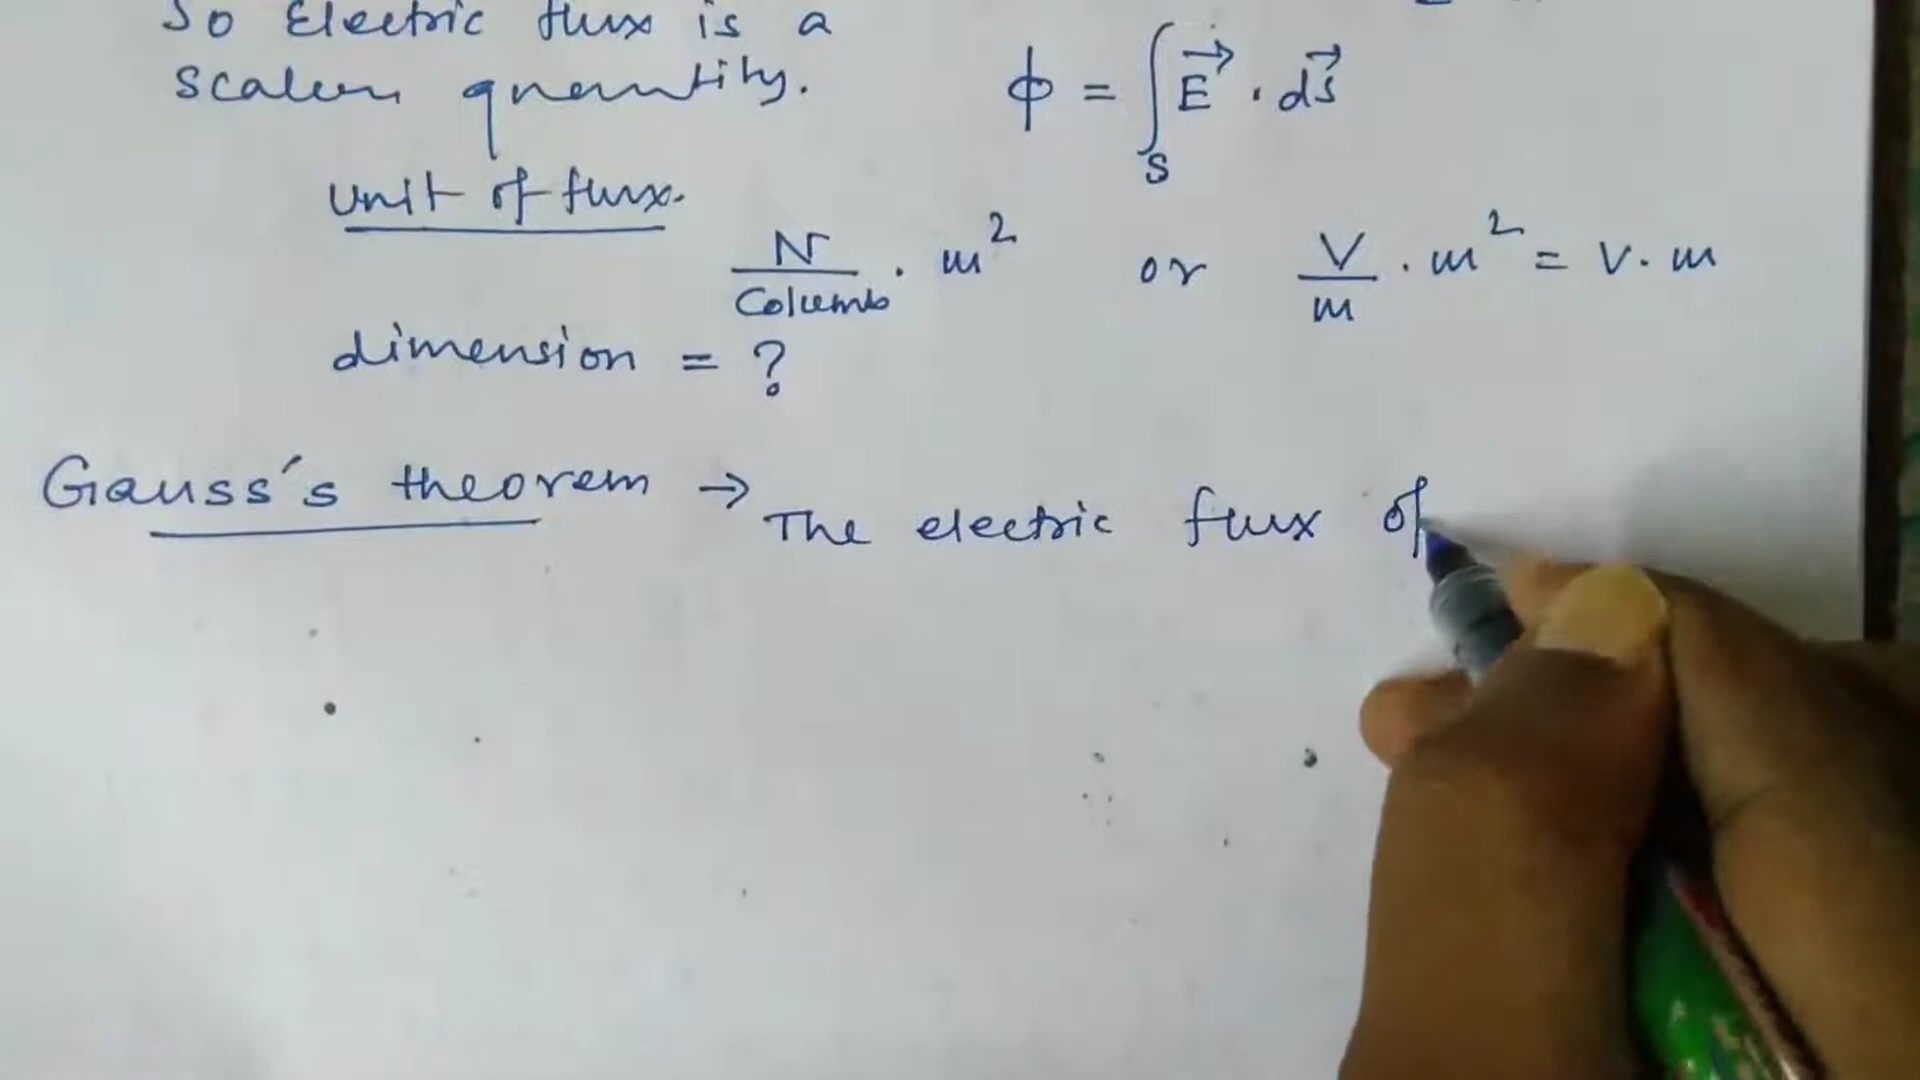 So Electric flux is a
scalar quantity.
ϕ = ∫_S E⃗ . ds⃗
Unit of flux.
N/Columb . m² or V/m . m² = V. m
dimension = ?
Gauss's theorem → The electric flux of